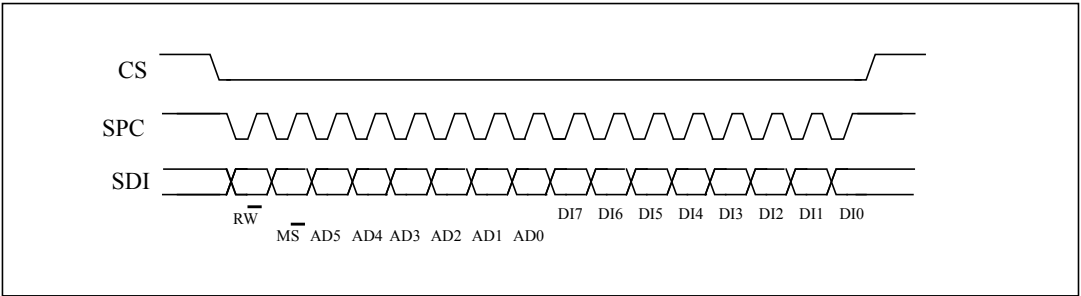 CS
SPC
SDI
RW̅ DI7 DI6 DI5 DI4 DI3 DI2 DI1 DI0
MS̅ AD5 AD4 AD3 AD2 AD1 AD0